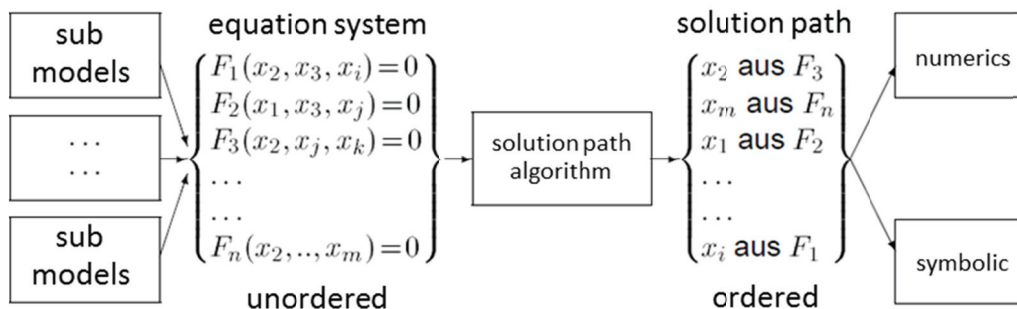 sub
models
...
...
sub
models
equation system
F₁(x₂, x₃, xᵢ)=0
F₂(x₁, x₃, xⱼ)=0
F₃(x₂, xⱼ, xₖ)=0
...
...
Fₙ(x₂, .., xₘ)=0
unordered
solution path
algorithm
solution path
x₂ aus F₃
xₘ aus Fₙ
x₁ aus F₂
...
...
xᵢ aus F₁
ordered
numerics
symbolic